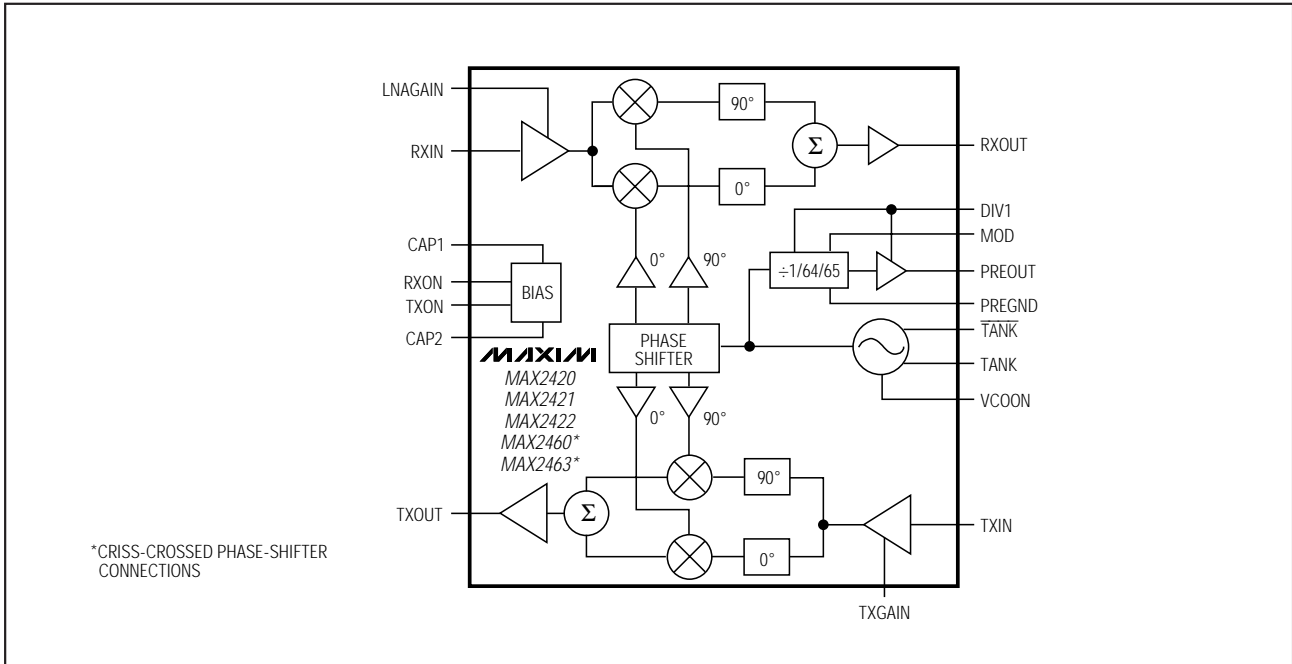 LNAGAIN
RXIN
90°
0°
Σ
RXOUT
DIV1
MOD
÷1/64/65
PREOUT
PREGND
TANK
TANK
VCOON
CAP1
RXON
TXON
CAP2
BIAS
0°
90°
PHASE
SHIFTER
0°
90°
MAXIM
MAX2420
MAX2421
MAX2422
MAX2460*
MAX2463*
TXOUT
Σ
90°
0°
TXIN
TXGAIN
*CRISS-CROSSED PHASE-SHIFTER
CONNECTIONS